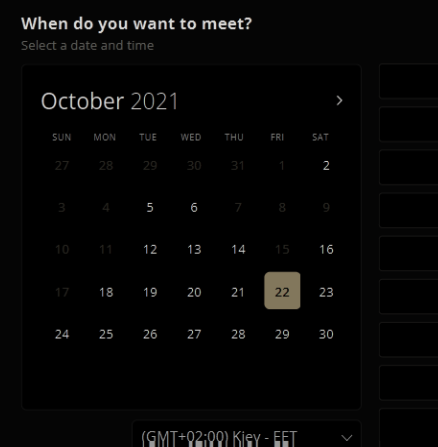 When do you want to meet?
Select a date and time
October 2021
SUN MON TUE WED THU FRI SAT
27 28 29 30 31 1 2
3 4 5 6 7 8 9
10 11 12 13 14 15 16
17 18 19 20 21 22 23
24 25 26 27 28 29 30
(GMT+02:00) Kiev - EET